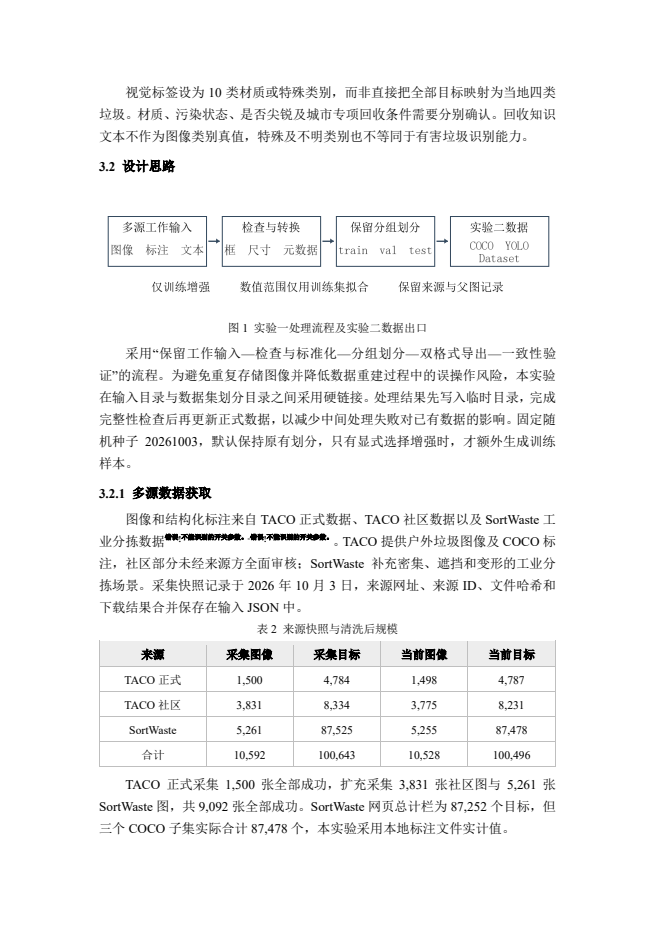 视觉标签设为 10 类材质或特殊类别，而非直接把全部目标映射为当地四类
垃圾。材质、污染状态、是否尖锐及城市专项回收条件需要分别确认。回收知识
文本不作为图像类别真值，特殊及不明类别也不等同于有害垃圾识别能力。
3.2 设计思路
多源工作输入 检查与转换 保留分组划分 实验二数据
图像 标注 文本 框 尺寸 元数据 train val test COCO YOLO
Dataset
仅训练增强 数值范围仅用训练集拟合 保留来源与父图记录
图 1 实验一处理流程及实验二数据出口
采用“保留工作输入—检查与标准化—分组划分—双格式导出—一致性验
证”的流程。为避免重复存储图像并降低数据重建过程中的误操作风险，本实验
在输入目录与数据集划分目录之间采用硬链接。处理结果先写入临时目录，完成
完整性检查后再更新正式数据，以减少中间处理失败对已有数据的影响。固定随
机种子 20261003，默认保持原有划分，只有显式选择增强时，才额外生成训练
样本。
3.2.1 多源数据获取
图像和结构化标注来自 TACO 正式数据、TACO 社区数据以及 SortWaste 工
业分拣数据错误!不能识别的开关参数。 错误!不能识别的开关参数。。TACO 提供户外垃圾图像及 COCO 标
注，社区部分未经来源方全面审核；SortWaste 补充密集、遮挡和变形的工业分
拣场景。采集快照记录于 2026 年 10 月 3 日，来源网址、来源 ID、文件哈希和
下载结果合并保存在输入 JSON 中。
表 2 来源快照与清洗后规模
来源 采集图像 采集目标 当前图像 当前目标
TACO 正式 1,500 4,784 1,498 4,787
TACO 社区 3,831 8,334 3,775 8,231
SortWaste 5,261 87,525 5,255 87,478
合计 10,592 100,643 10,528 100,496
TACO 正式采集 1,500 张全部成功，扩充采集 3,831 张社区图与 5,261 张
SortWaste 图，共 9,092 张全部成功。SortWaste 网页总计栏为 87,252 个目标，但
三个 COCO 子集实际合计 87,478 个，本实验采用本地标注文件实计值。